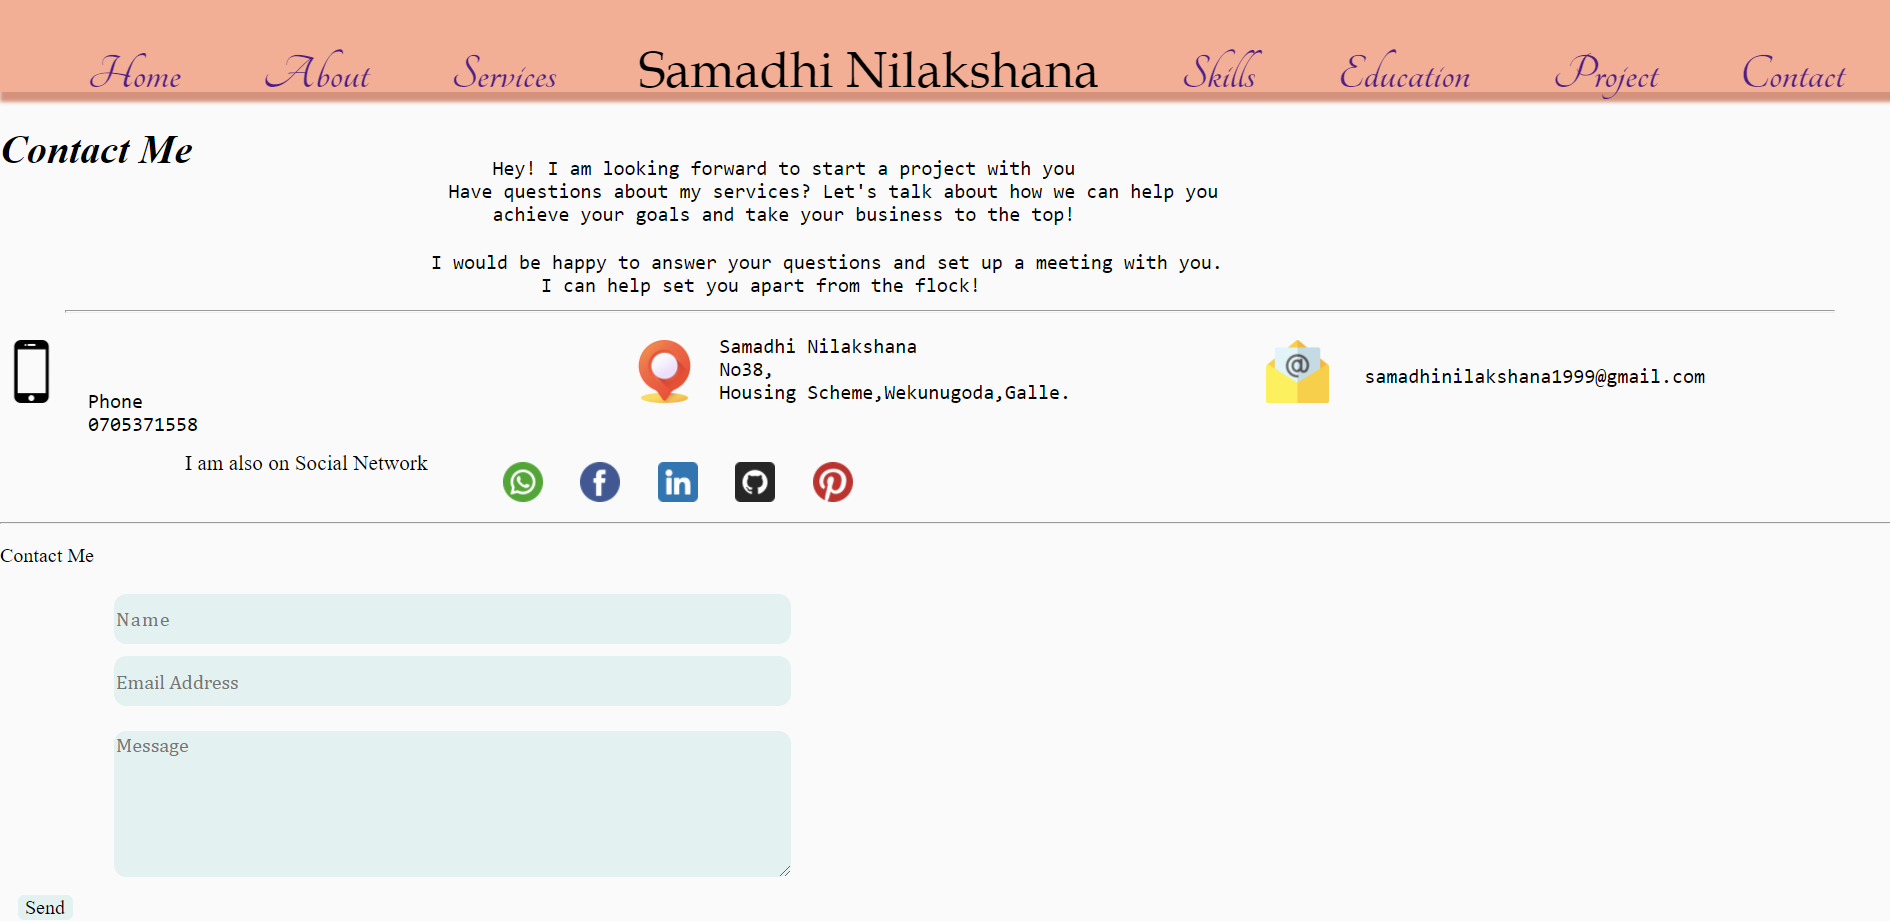 Home About Services Samadhi Nilakshana Skills Education Project Contact
Contact Me
Hey! I am looking forward to start a project with you
Have questions about my services? Let's talk about how we can help you
achieve your goals and take your business to the top!
I would be happy to answer your questions and set up a meeting with you.
I can help set you apart from the flock!
Phone
0705371558
Samadhi Nilakshana
No38,
Housing Scheme,Wekunugoda,Galle.
samadhinilakshana1999@gmail.com
I am also on Social Network
Contact Me
Name
Email Address
Message
Send